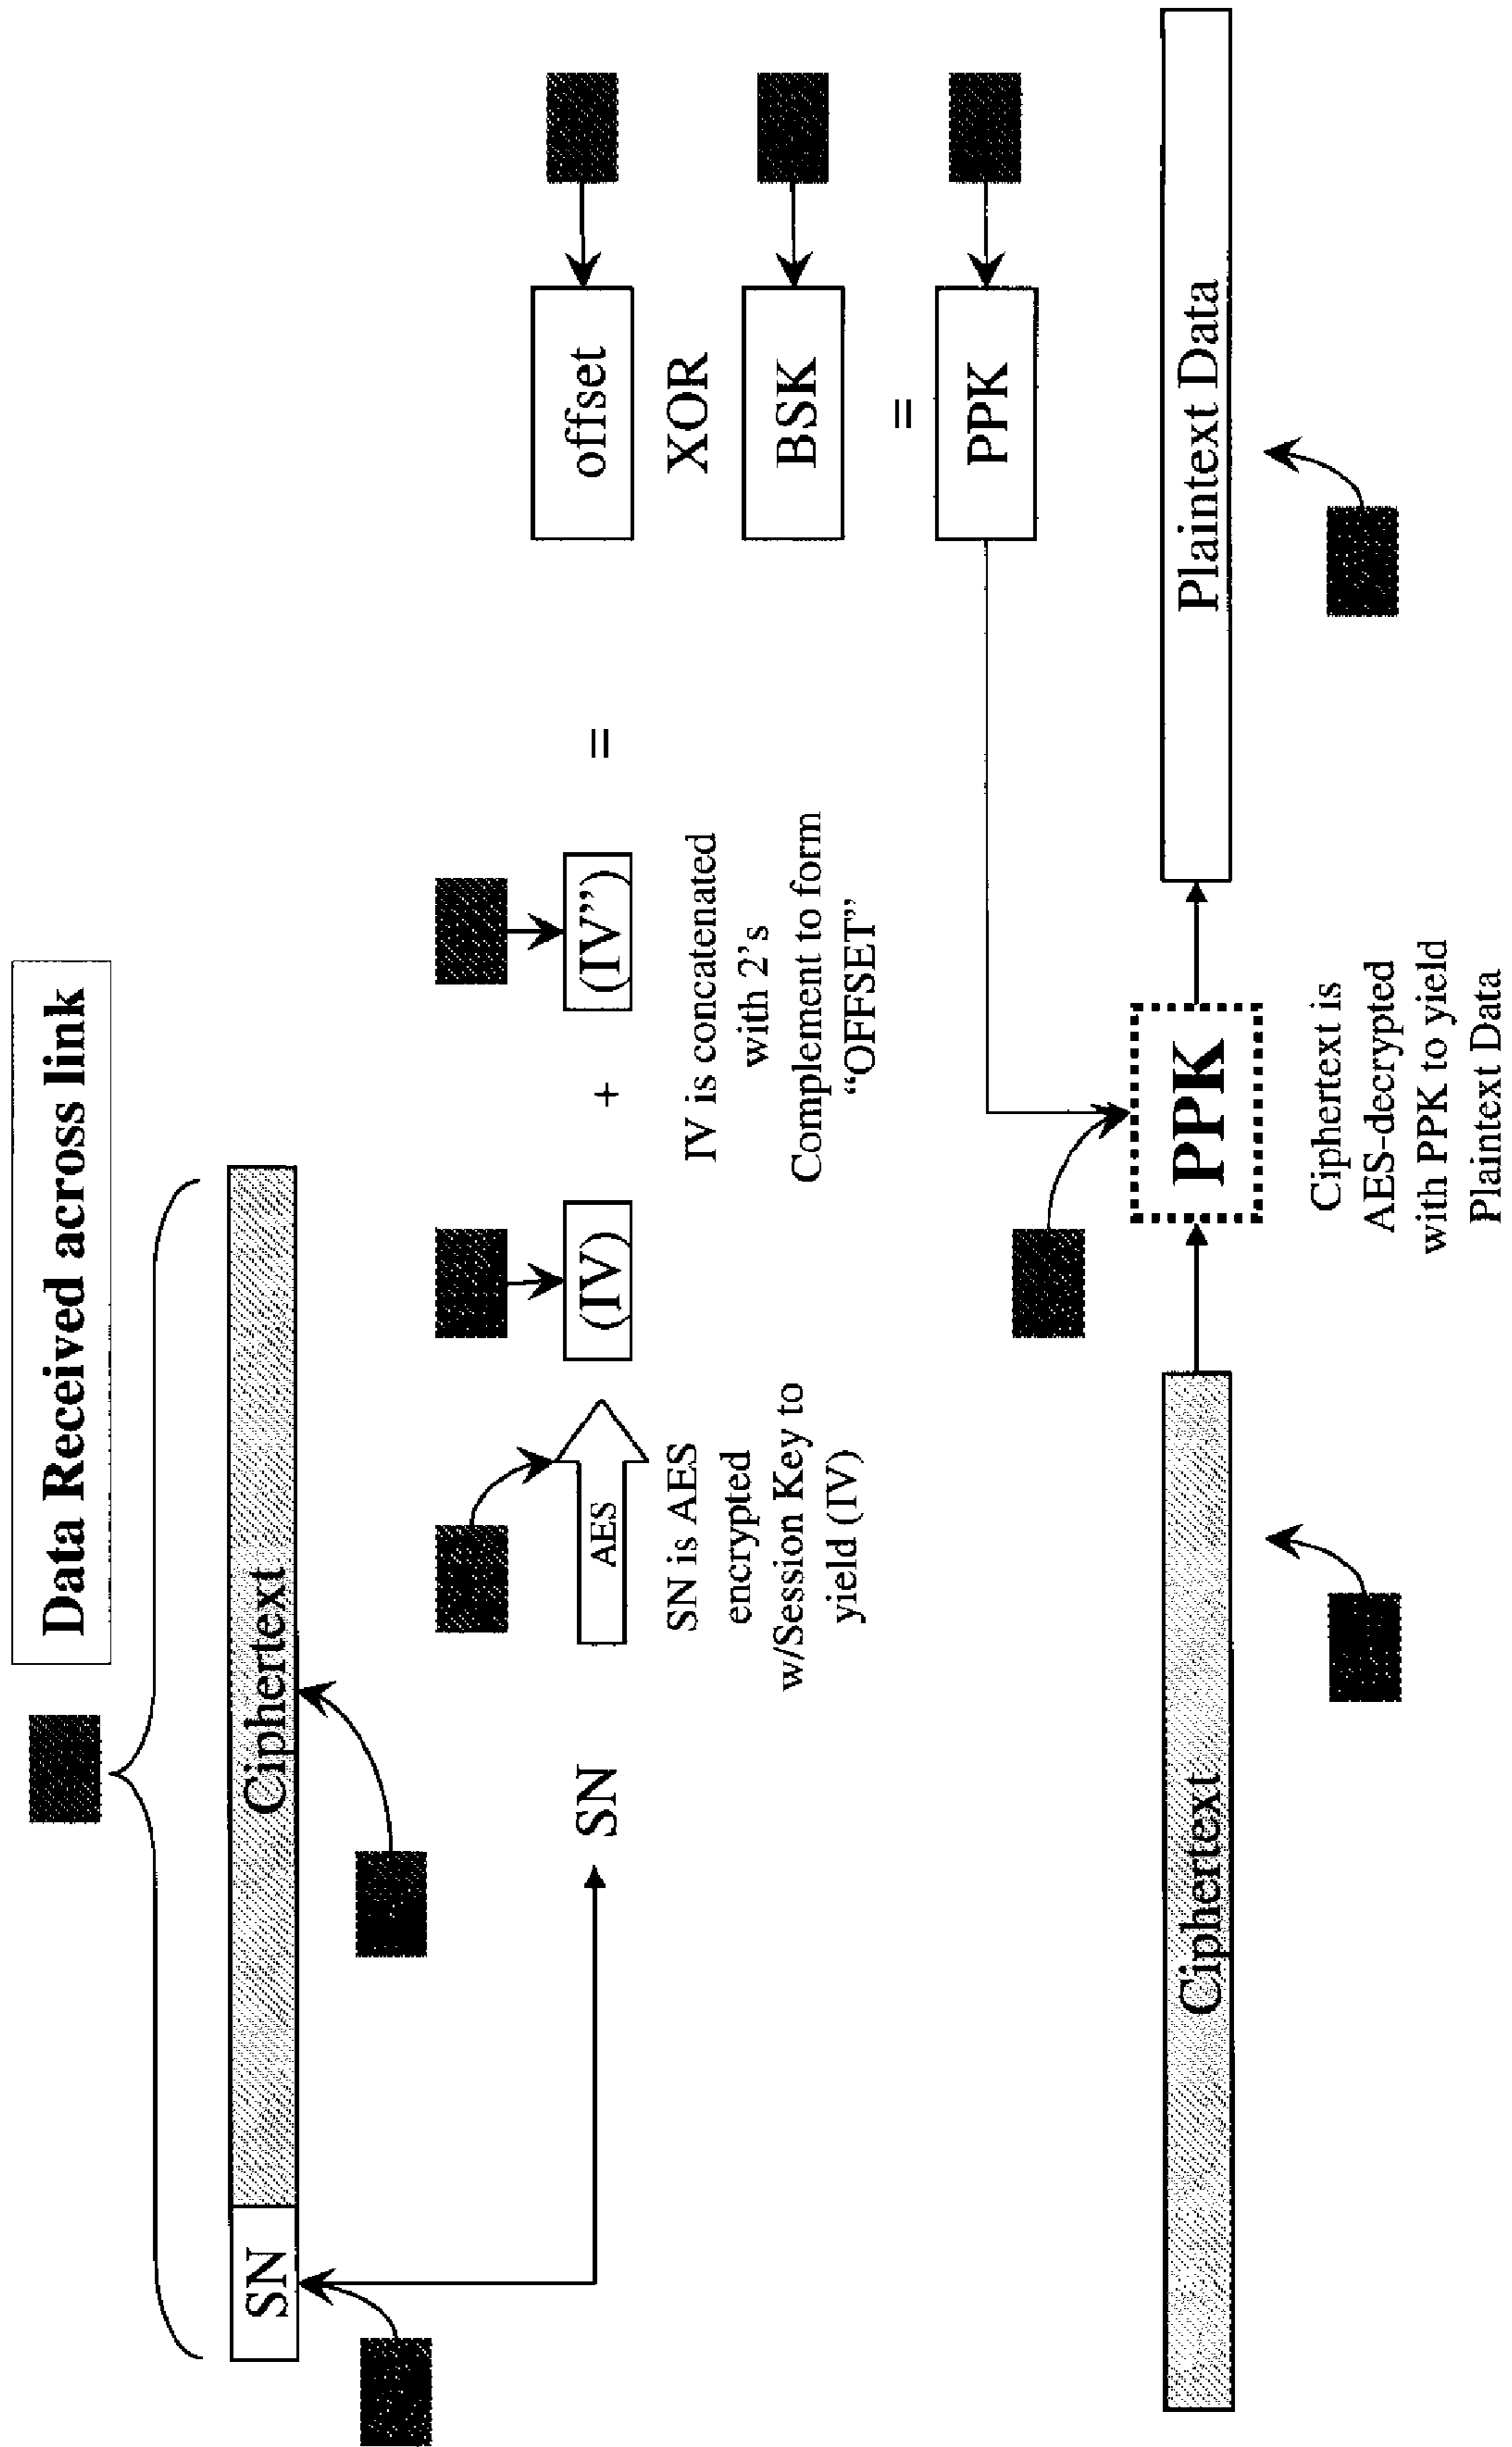 Data Received across link
SN
Ciphertext
SN
AES
SN is AES
encrypted
w/Session Key to
yield (IV)
(IV)
+
(IV”)
=
IV is concatenated
with 2’s
Complement to form
“OFFSET”
offset
XOR
BSK
=
PPK
Ciphertext
PPK
Plaintext Data
Ciphertext is
AES-decrypted
with PPK to yield
Plaintext Data